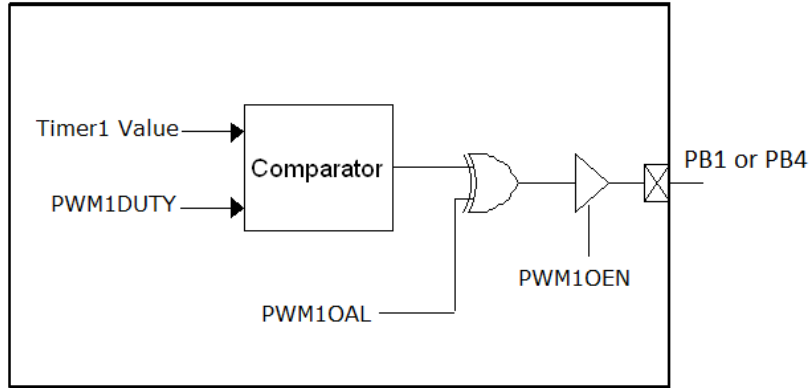 Timer1 Value
Comparator
PB1 or PB4
PWM1DUTY
PWM1OEN
PWM1OAL